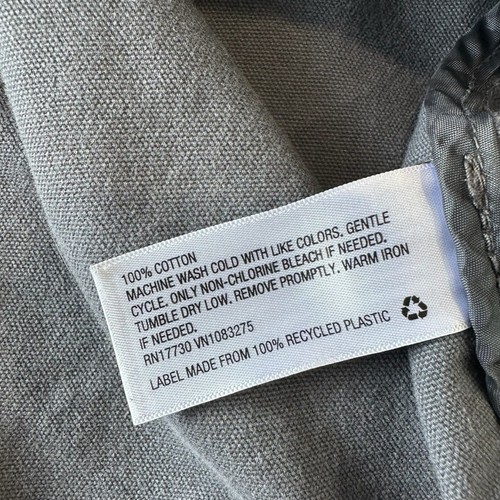 100% COTTON
MACHINE WASH COLD WITH LIKE COLORS. GENTLE
CYCLE. ONLY NON-CHLORINE BLEACH IF NEEDED.
TUMBLE DRY LOW. REMOVE PROMPTLY. WARM IRON
IF NEEDED.
RN17730 VN1083275
LABEL MADE FROM 100% RECYCLED PLASTIC